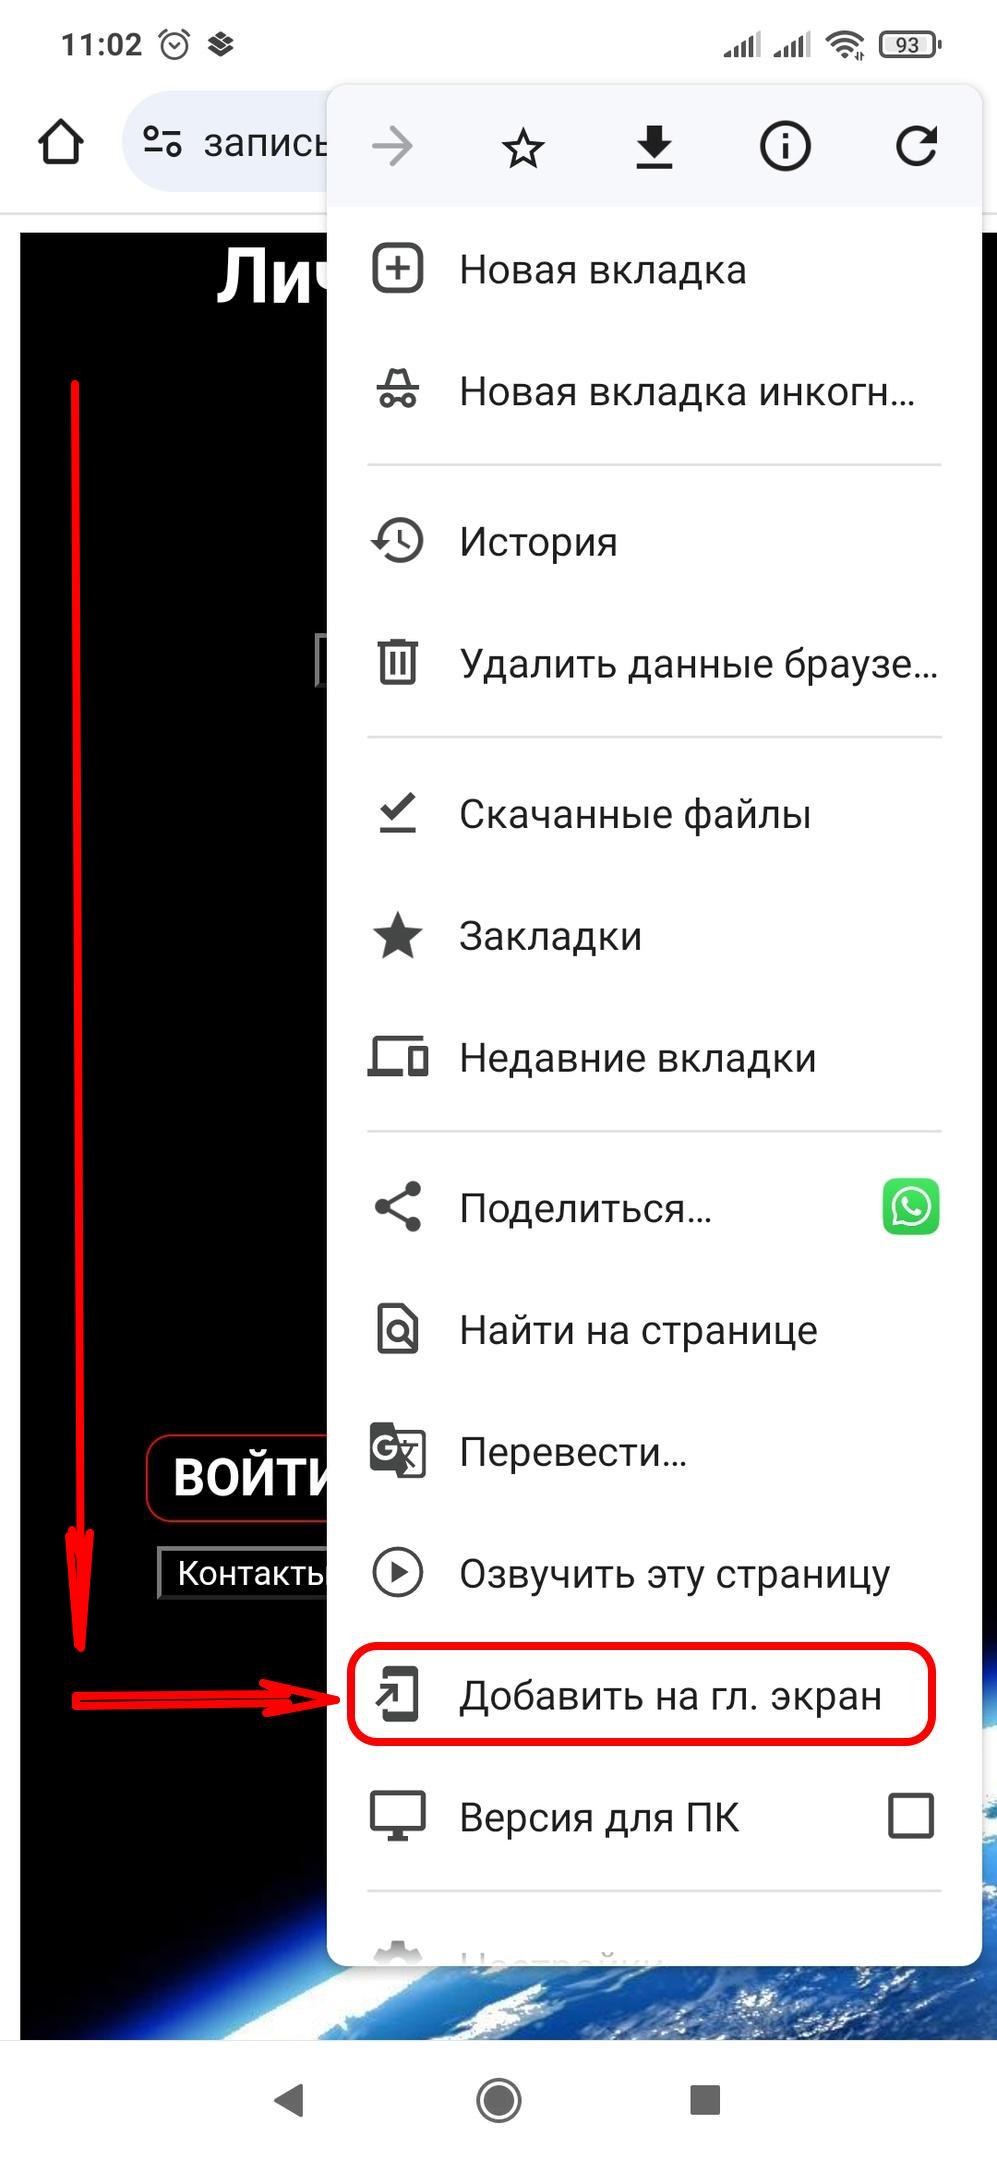 11:02
93
запись
Лич
Новая вкладка
Новая вкладка инкогн...
История
Удалить данные браузе...
Скачанные файлы
Закладки
Недавние вкладки
Поделиться...
Найти на странице
Перевести...
ВОЙТИ
Озвучить эту страницу
Контакты
Добавить на гл. экран
Версия для ПК
Настройки